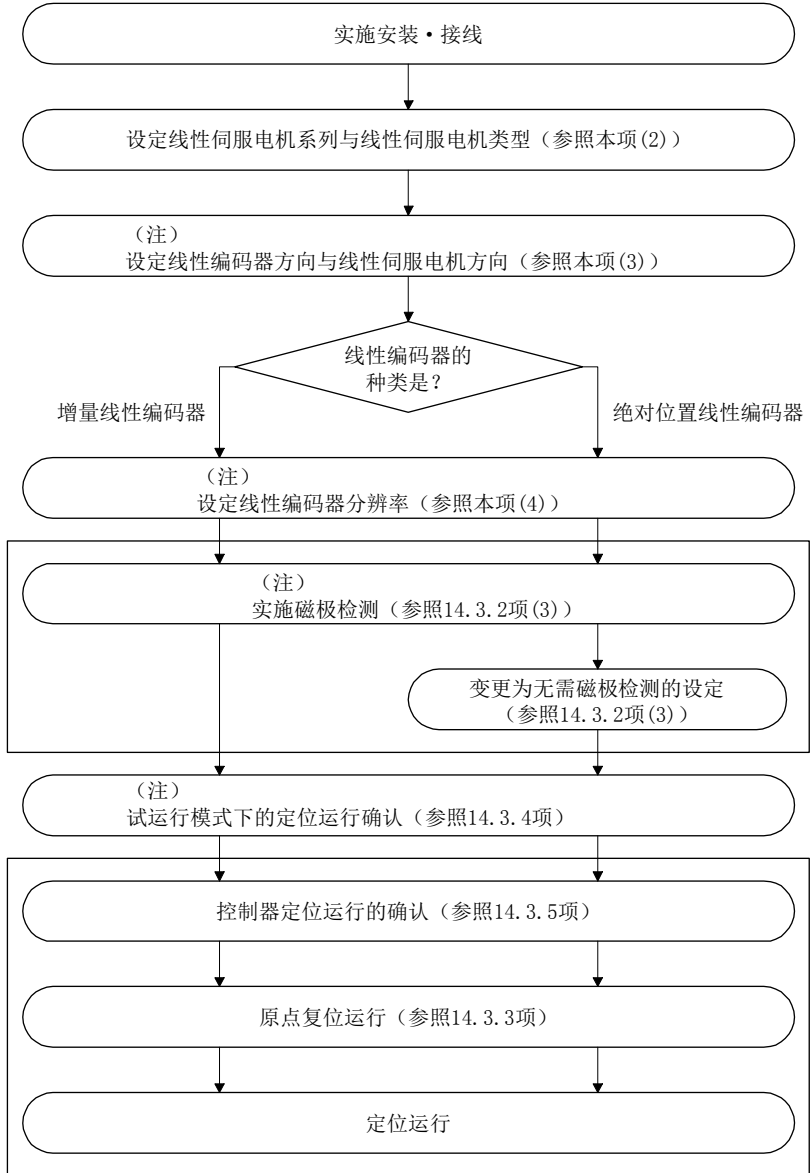 实施安装·接线
设定线性伺服电机系列与线性伺服电机类型（参照本项(2)）
（注）
设定线性编码器方向与线性伺服电机方向（参照本项(3)）
线性编码器的
种类是？
增量线性编码器
绝对位置线性编码器
（注）
设定线性编码器分辨率（参照本项(4)）
（注）
实施磁极检测（参照14.3.2项(3)）
变更为无需磁极检测的设定
（参照14.3.2项(3)）
（注）
试运行模式下的定位运行确认（参照14.3.4项）
控制器定位运行的确认（参照14.3.5项）
原点复位运行（参照14.3.3项）
定位运行